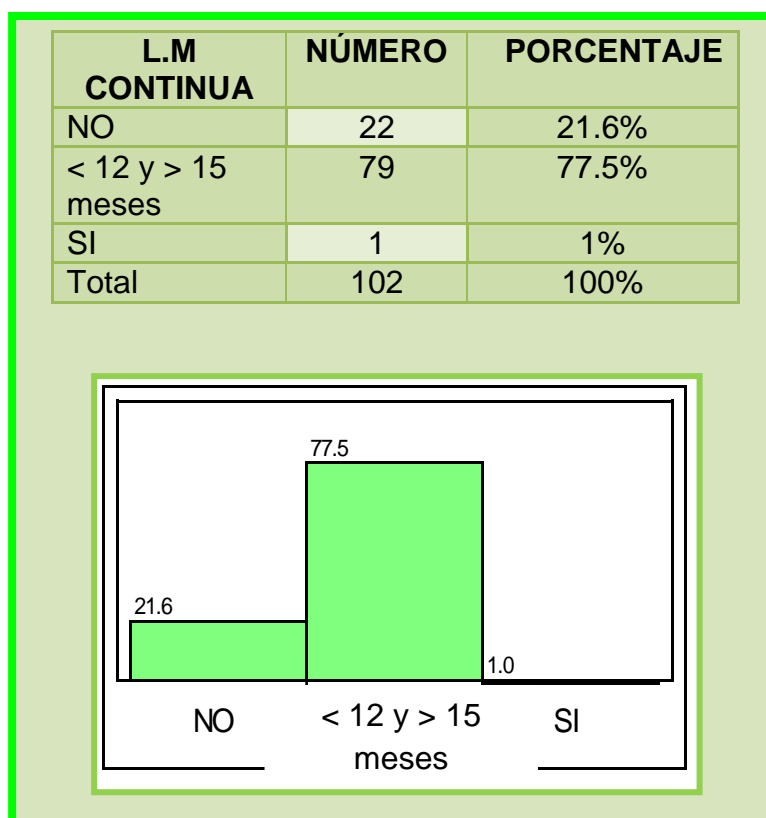 L.M NÚMERO PORCENTAJE
CONTINUA
NO 22 21.6%
< 12 y > 15 79 77.5%
meses
SI 1 1%
Total 102 100%
77.5
21.6
1.0
NO < 12 y > 15 SI
meses